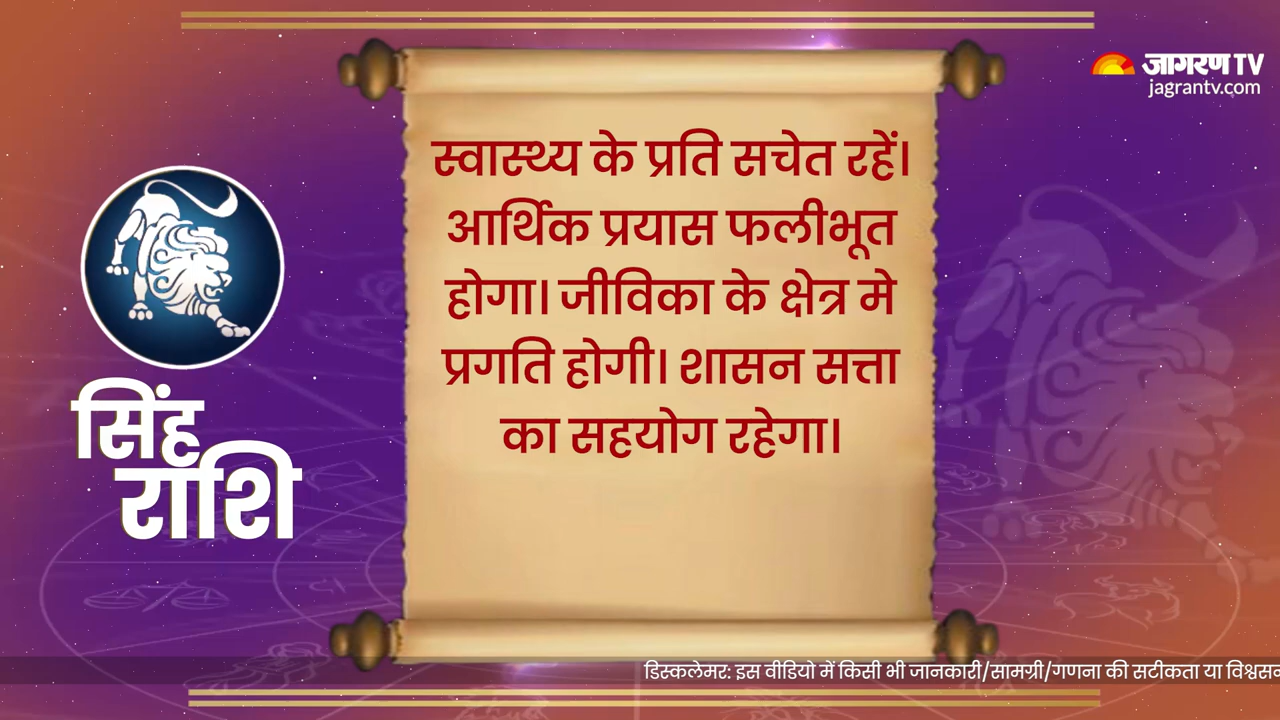 जागरण TV
jagrantv.com
स्वास्थ्य के प्रति सचेत रहें।
आर्थिक प्रयास फलीभूत
होगा। जीविका के क्षेत्र मे
प्रगति होगी। शासन सत्ता
का सहयोग रहेगा।
सिंह
राशि
डिस्कलेमर: इस वीडियो में किसी भी जानकारी/सामग्री/गणना की सटीकता या